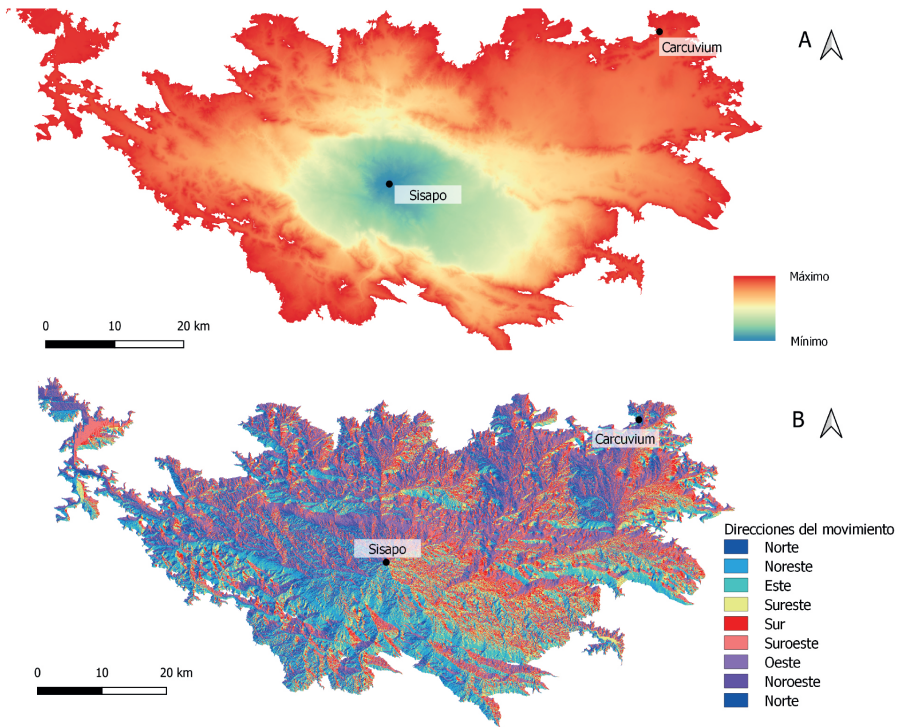 A
Carcuvium
Sisapo
Máximo
Mínimo
0 10 20 km
B
Carcuvium
Sisapo
Direcciones del movimiento
Norte
Noreste
Este
Sureste
Sur
Suroeste
Oeste
Noroeste
Norte
0 10 20 km